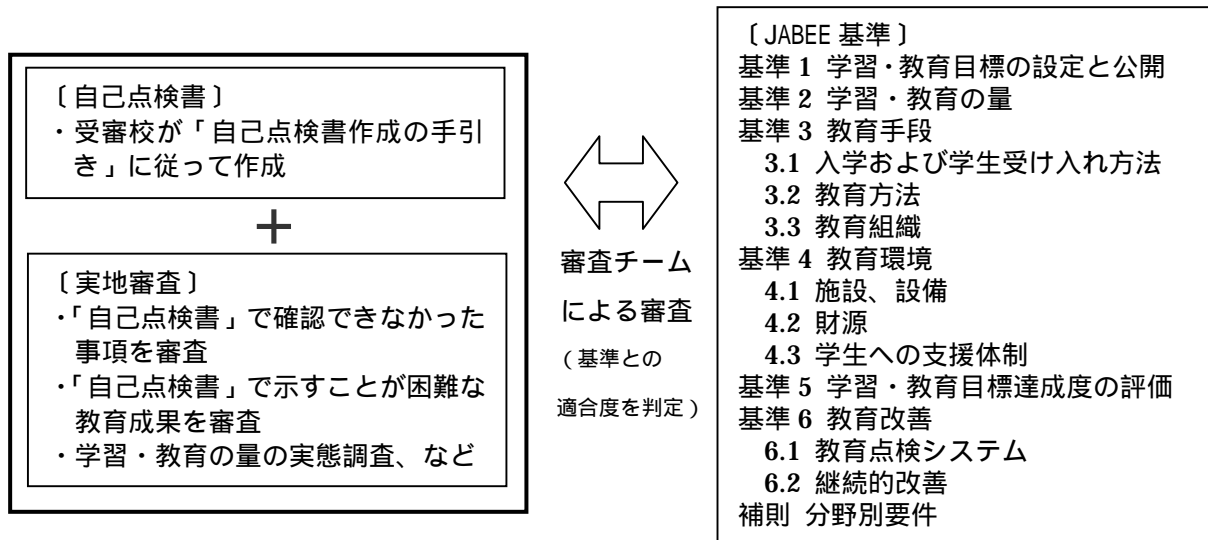 〔自己点検書〕
・受審校が「自己点検書作成の手引
き」に従って作成
＋
〔実地審査〕
・「自己点検書」で確認できなかった
事項を審査
・「自己点検書」で示すことが困難な
教育成果を審査
・学習・教育の量の実態調査、など
審査チーム
による審査
（基準との
適合度を判定）
〔JABEE 基準〕
基準 1 学習・教育目標の設定と公開
基準 2 学習・教育の量
基準 3 教育手段
3.1 入学および学生受け入れ方法
3.2 教育方法
3.3 教育組織
基準 4 教育環境
4.1 施設、設備
4.2 財源
4.3 学生への支援体制
基準 5 学習・教育目標達成度の評価
基準 6 教育改善
6.1 教育点検システム
6.2 継続的改善
補則 分野別要件